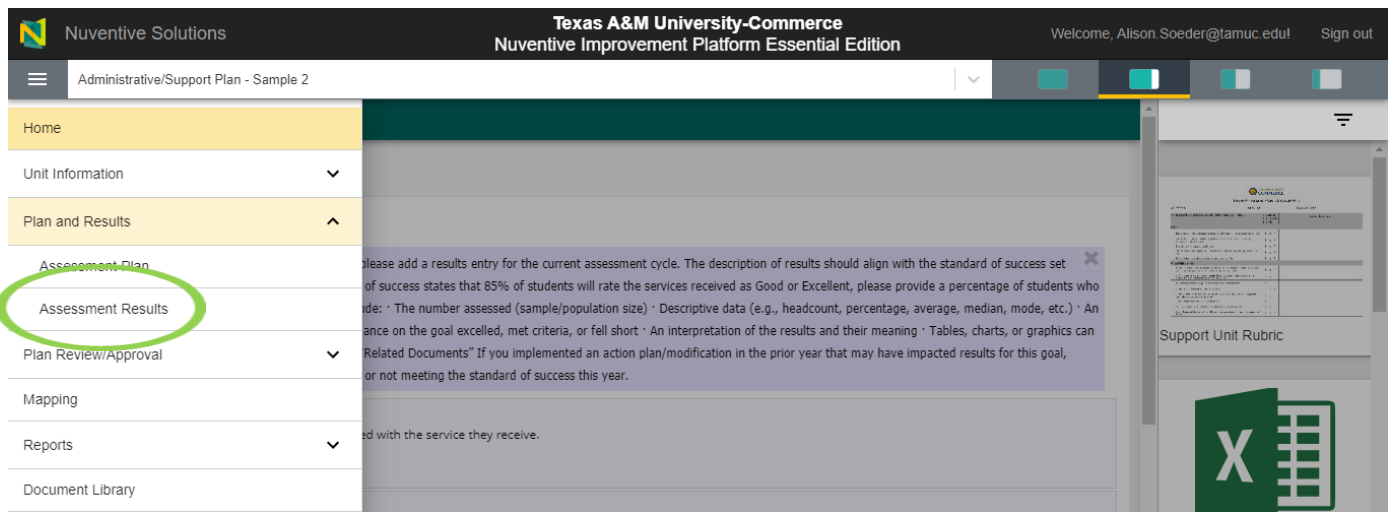 Nuventive Solutions
Texas A&M University-Commerce
Nuventive Improvement Platform Essential Edition
Welcome, Alison.Soeder@tamuc.edu!
Sign out
Administrative/Support Plan - Sample 2
Home
Unit Information
Plan and Results
Assessment Plan
Assessment Results
Plan Review/Approval
Mapping
Reports
Document Library
please add a results entry for the current assessment cycle. The description of results should align with the standard of success set
of success states that 85% of students will rate the services received as Good or Excellent, please provide a percentage of students who
de: · The number assessed (sample/population size) · Descriptive data (e.g., headcount, percentage, average, median, mode, etc.) · An
ance on the goal excelled, met criteria, or fell short · An interpretation of the results and their meaning · Tables, charts, or graphics can
"Related Documents" If you implemented an action plan/modification in the prior year that may have impacted results for this goal,
or not meeting the standard of success this year.
ed with the service they receive.
COMMERCE
Support Unit Rubric
X